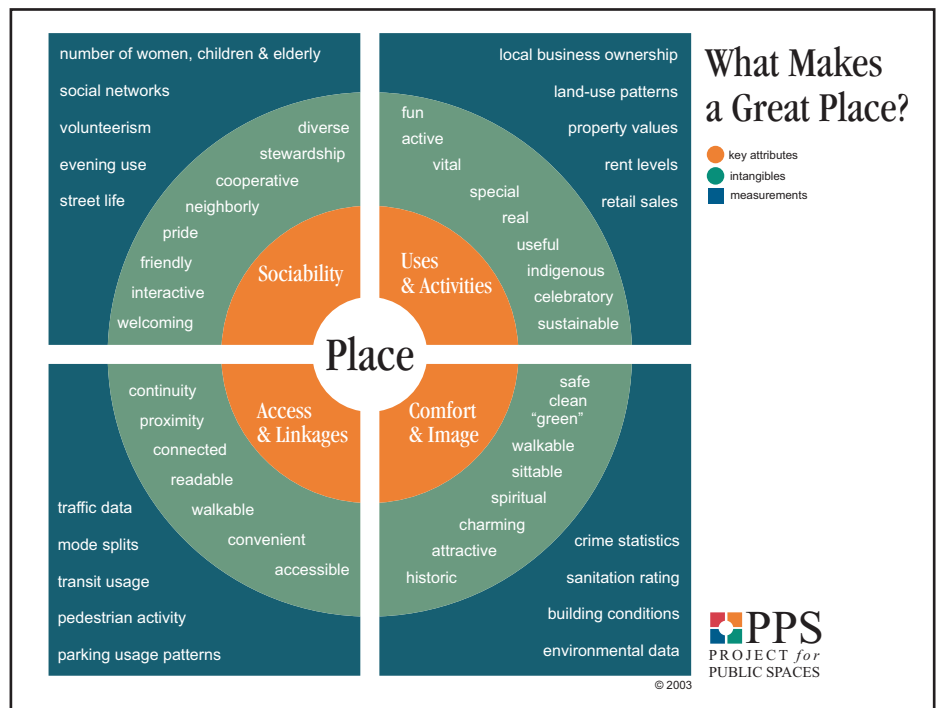 What Makes
a Great Place?
key attributes
intangibles
measurements
number of women, children & elderly
social networks
volunteerism
evening use
street life
diverse
stewardship
cooperative
neighborly
pride
friendly
interactive
welcoming
Sociability
local business ownership
land-use patterns
property values
rent levels
retail sales
fun
active
vital
special
real
useful
indigenous
celebratory
sustainable
Uses
& Activities
Place
continuity
proximity
connected
readable
walkable
convenient
accessible
Access
& Linkages
traffic data
mode splits
transit usage
pedestrian activity
parking usage patterns
Comfort
& Image
safe
clean
“green”
walkable
sittable
spiritual
charming
attractive
historic
crime statistics
sanitation rating
building conditions
environmental data
PPS
PROJECT for
PUBLIC SPACES
© 2003